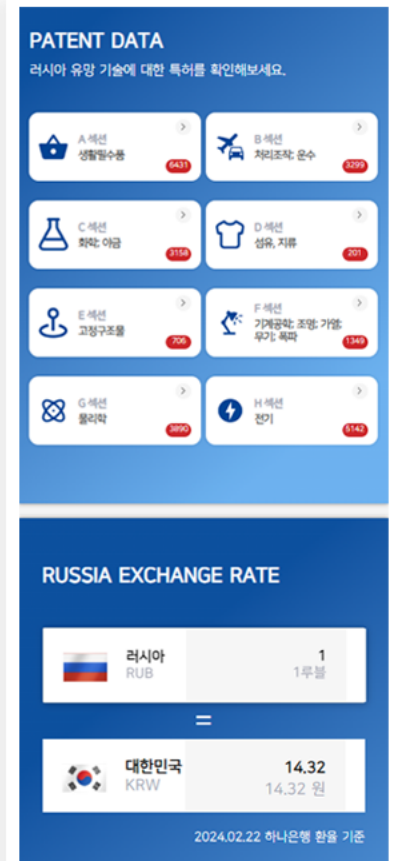 PATENT DATA
러시아 유망 기술에 대한 특허를 확인해보세요.
A 섹션
생활필수품
6431
B 섹션
처리조작; 운수
3299
C 섹션
화학; 야금
3158
D 섹션
섬유, 지류
201
E 섹션
고정구조물
706
F 섹션
기계공학; 조명; 가열;
무기; 폭파
1349
G 섹션
물리학
3890
H 섹션
전기
5142
RUSSIA EXCHANGE RATE
러시아
RUB
1
1루블
=
대한민국
KRW
14.32
14.32 원
2024.02.22 하나은행 환율 기준